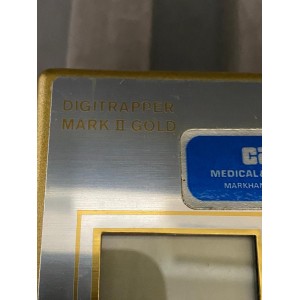 DIGITRAPPER
MARK II GOLD
MEDICAL &
MARKHAM